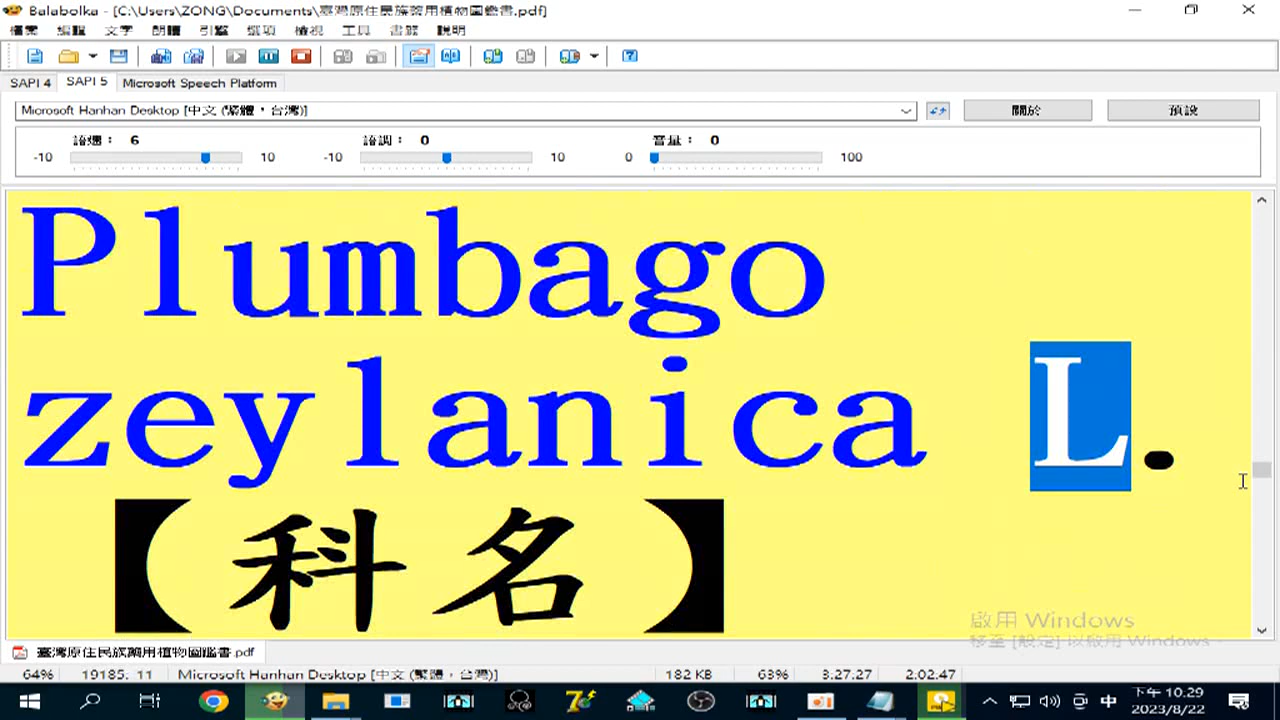 Balabolka - [C:\Users\ZONG\Documents\臺灣原住民族藥用植物圖鑑書.pdf]
檔案 編輯 文字 朗讀 引擎 選項 檢視 工具 書籤 說明
SAPI 4 SAPI 5 Microsoft Speech Platform
Microsoft Hanhan Desktop [中文 (繁體，台灣)] 關於 預設
語速： 6 語調： 0 音量： 0
-10 10 -10 10 0 100
Plumbago
zeylanica L.
【科名】
啟用 Windows
移至 [設定] 以啟用 Windows。
臺灣原住民族藥用植物圖鑑書.pdf
64% 19185: 11 Microsoft Hanhan Desktop [中文 (繁體，台灣)] 182 KB 63% 3.27.27 2.02.47
中 下午 10:29
2023/8/22